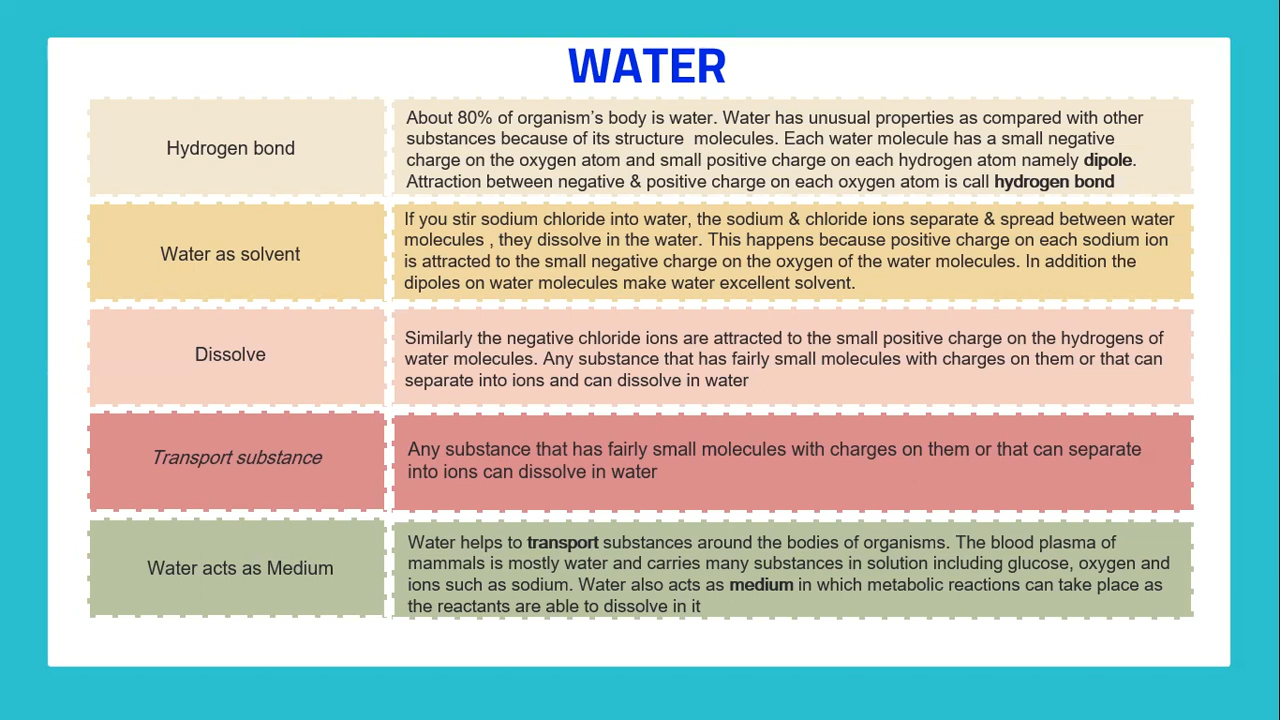 WATER
Hydrogen bond
About 80% of organism's body is water. Water has unusual properties as compared with other
substances because of its structure  molecules. Each water molecule has a small negative
charge on the oxygen atom and small positive charge on each hydrogen atom namely dipole.
Attraction between negative & positive charge on each oxygen atom is call hydrogen bond
Water as solvent
If you stir sodium chloride into water, the sodium & chloride ions separate & spread between water
molecules , they dissolve in the water. This happens because positive charge on each sodium ion
is attracted to the small negative charge on the oxygen of the water molecules. In addition the
dipoles on water molecules make water excellent solvent.
Dissolve
Similarly the negative chloride ions are attracted to the small positive charge on the hydrogens of
water molecules. Any substance that has fairly small molecules with charges on them or that can
separate into ions and can dissolve in water
Transport substance
Any substance that has fairly small molecules with charges on them or that can separate
into ions can dissolve in water
Water acts as Medium
Water helps to transport substances around the bodies of organisms. The blood plasma of
mammals is mostly water and carries many substances in solution including glucose, oxygen and
ions such as sodium. Water also acts as medium in which metabolic reactions can take place as
the reactants are able to dissolve in it